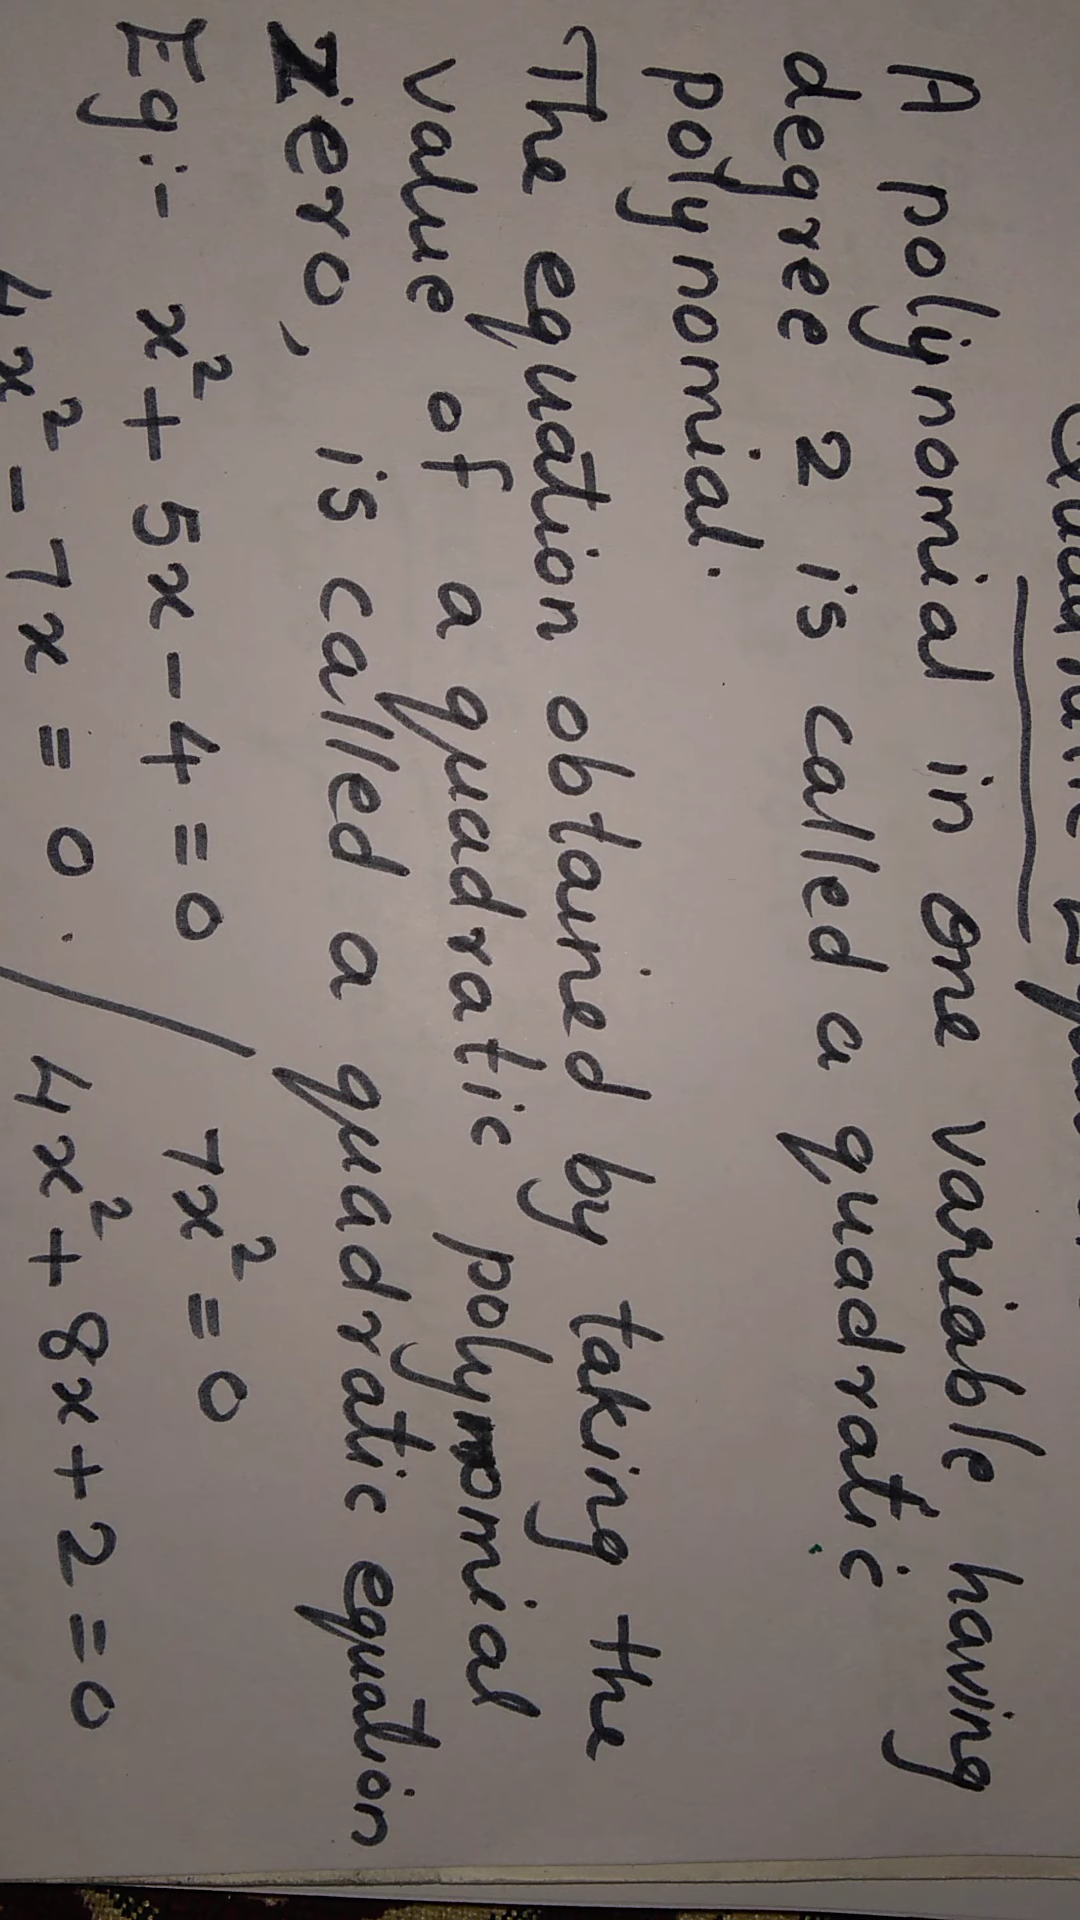 Quadratic Equation
A polynomial in one variable having
degree 2 is called a quadratic
polynomial.
The equation obtained by taking the
value of a quadratic polynomial
zero, is called a quadratic equation
Eg:- x² + 5x - 4 = 0 / 7x² = 0
4x² - 7x = 0. / 4x² + 8x + 2 = 0